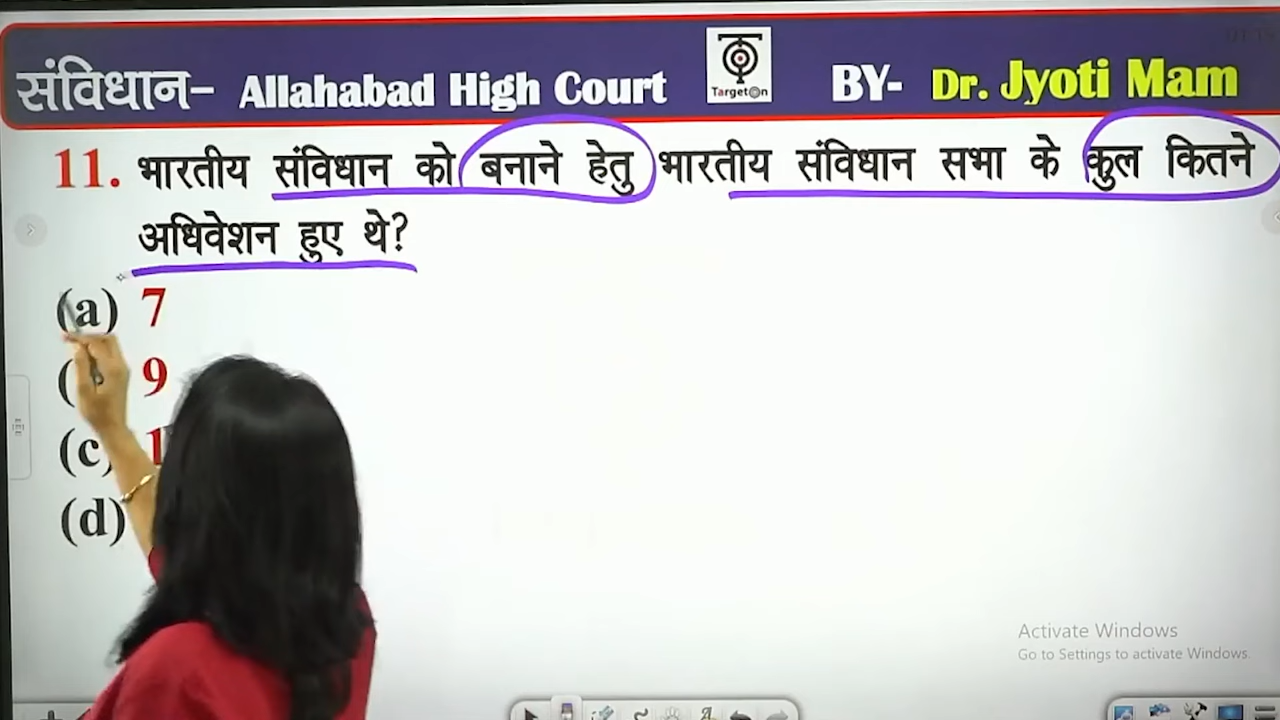 संविधान- Allahabad High Court TargetOn BY- Dr. Jyoti Mam
11. भारतीय संविधान को बनाने हेतु भारतीय संविधान सभा के कुल कितने
अधिवेशन हुए थे?
(a) 7
( 9
(c)
(d)
Activate Windows
Go to Settings to activate Windows.